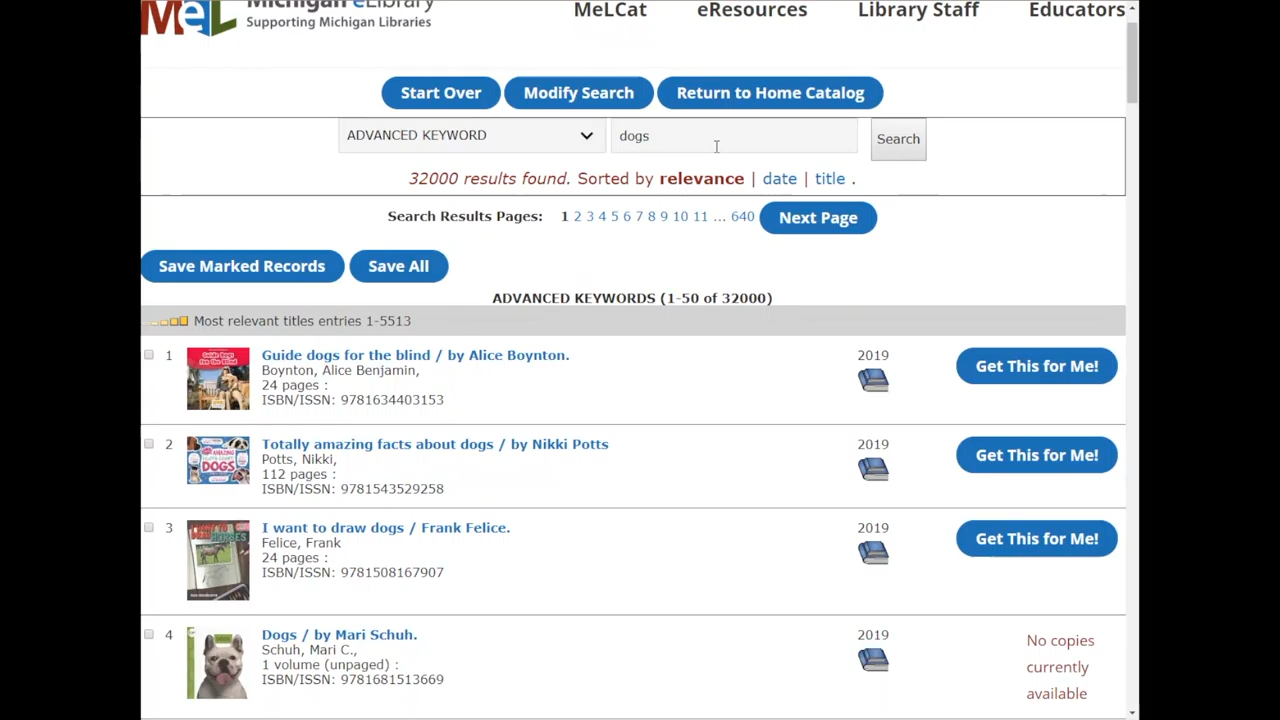 MeL Michigan eLibrary
Supporting Michigan Libraries
MeLCat eResources Library Staff Educators
Start Over Modify Search Return to Home Catalog
ADVANCED KEYWORD dogs Search
32000 results found. Sorted by relevance | date | title .
Search Results Pages: 1 2 3 4 5 6 7 8 9 10 11 ... 640 Next Page
Save Marked Records Save All
ADVANCED KEYWORDS (1-50 of 32000)
Most relevant titles entries 1-5513
1 Guide dogs for the blind / by Alice Boynton. 2019
Boynton, Alice Benjamin,
24 pages :
ISBN/ISSN: 9781634403153
Get This for Me!
2 Totally amazing facts about dogs / by Nikki Potts 2019
Potts, Nikki,
112 pages :
ISBN/ISSN: 9781543529258
Get This for Me!
3 I want to draw dogs / Frank Felice. 2019
Felice, Frank
24 pages :
ISBN/ISSN: 9781508167907
Get This for Me!
4 Dogs / by Mari Schuh. 2019
Schuh, Mari C.,
1 volume (unpaged) :
ISBN/ISSN: 9781681513669
No copies
currently
available